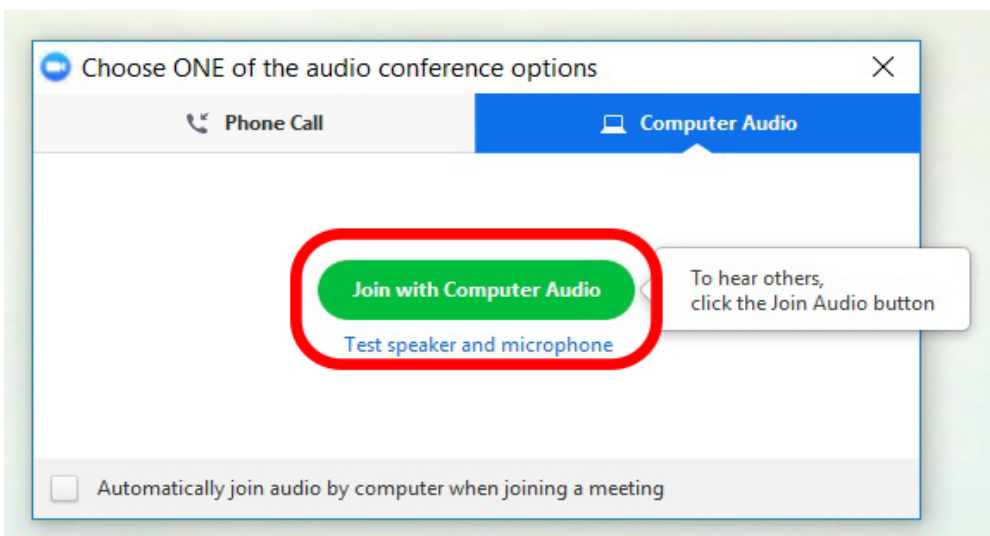 Choose ONE of the audio conference options
Phone Call
Computer Audio
Join with Computer Audio
To hear others,
click the Join Audio button
Test speaker and microphone
Automatically join audio by computer when joining a meeting